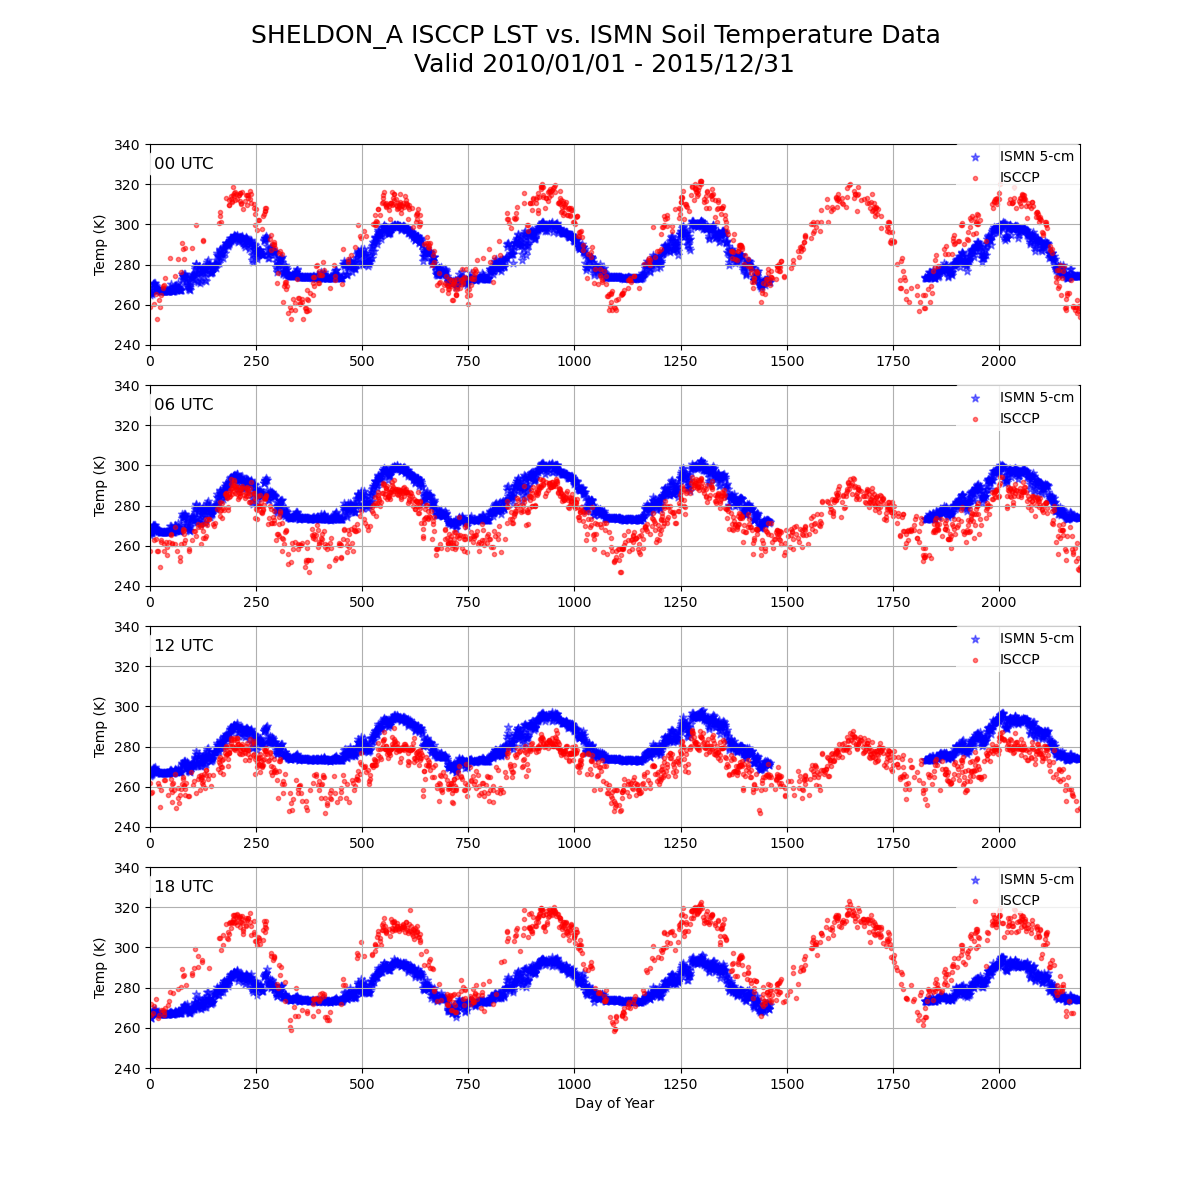 SHELDON_A ISCCP LST vs. ISMN Soil Temperature Data
Valid 2010/01/01 - 2015/12/31
340
320
300
280
260
240
Temp (K)
00 UTC
ISMN 5-cm
ISCCP
0 250 500 750 1000 1250 1500 1750 2000
340
320
300
280
260
240
Temp (K)
06 UTC
ISMN 5-cm
ISCCP
0 250 500 750 1000 1250 1500 1750 2000
340
320
300
280
260
240
Temp (K)
12 UTC
ISMN 5-cm
ISCCP
0 250 500 750 1000 1250 1500 1750 2000
340
320
300
280
260
240
Temp (K)
18 UTC
ISMN 5-cm
ISCCP
0 250 500 750 1000 1250 1500 1750 2000
Day of Year